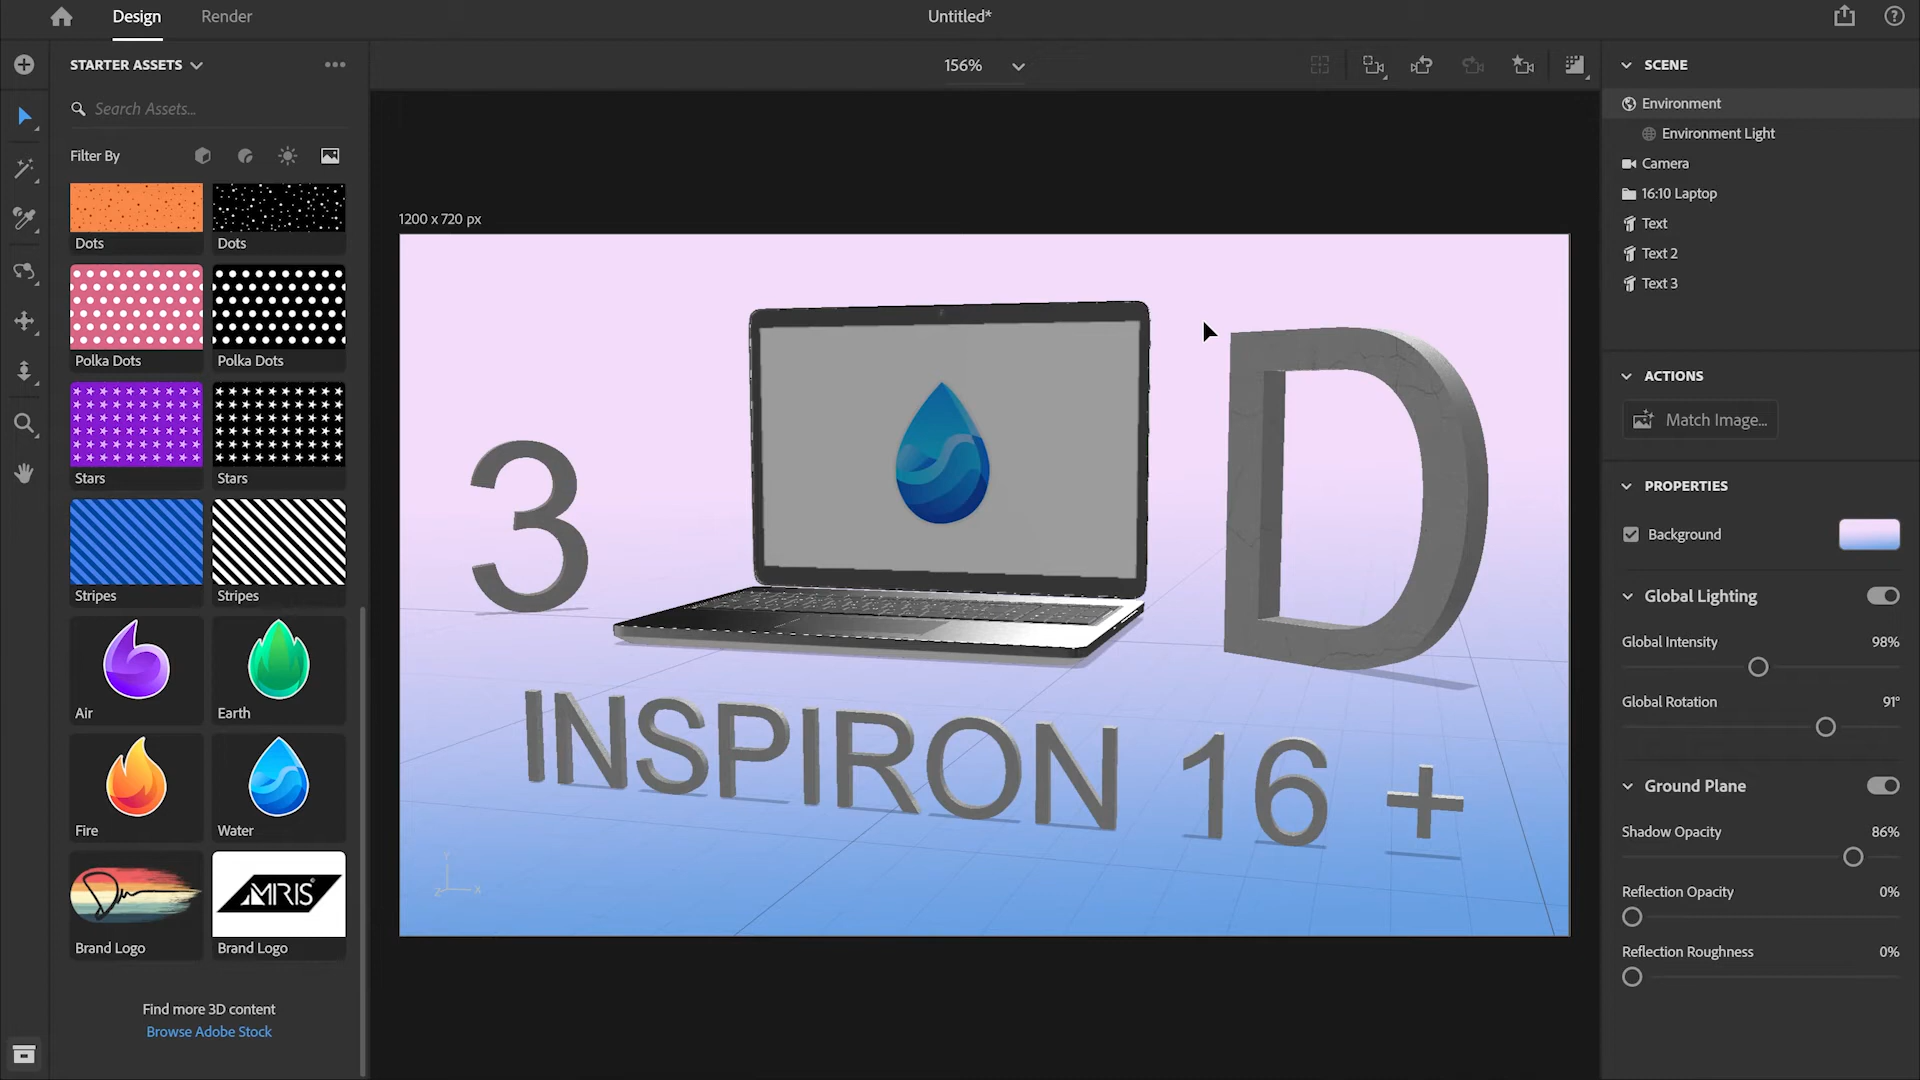 Design
Render
Untitled*
STARTER ASSETS
Search Assets...
Filter By
Dots
Dots
Polka Dots
Polka Dots
Stars
Stars
Stripes
Stripes
Air
Earth
Fire
Water
MRIS
Brand Logo
Brand Logo
Find more 3D content
Browse Adobe Stock
156%
1200 x 720 px
3
D
INSPIRON 16 +
Y
Z
X
SCENE
Environment
Environment Light
Camera
16:10 Laptop
Text
Text 2
Text 3
ACTIONS
Match Image...
PROPERTIES
Background
Global Lighting
Global Intensity 98%
Global Rotation 91°
Ground Plane
Shadow Opacity 86%
Reflection Opacity 0%
Reflection Roughness 0%